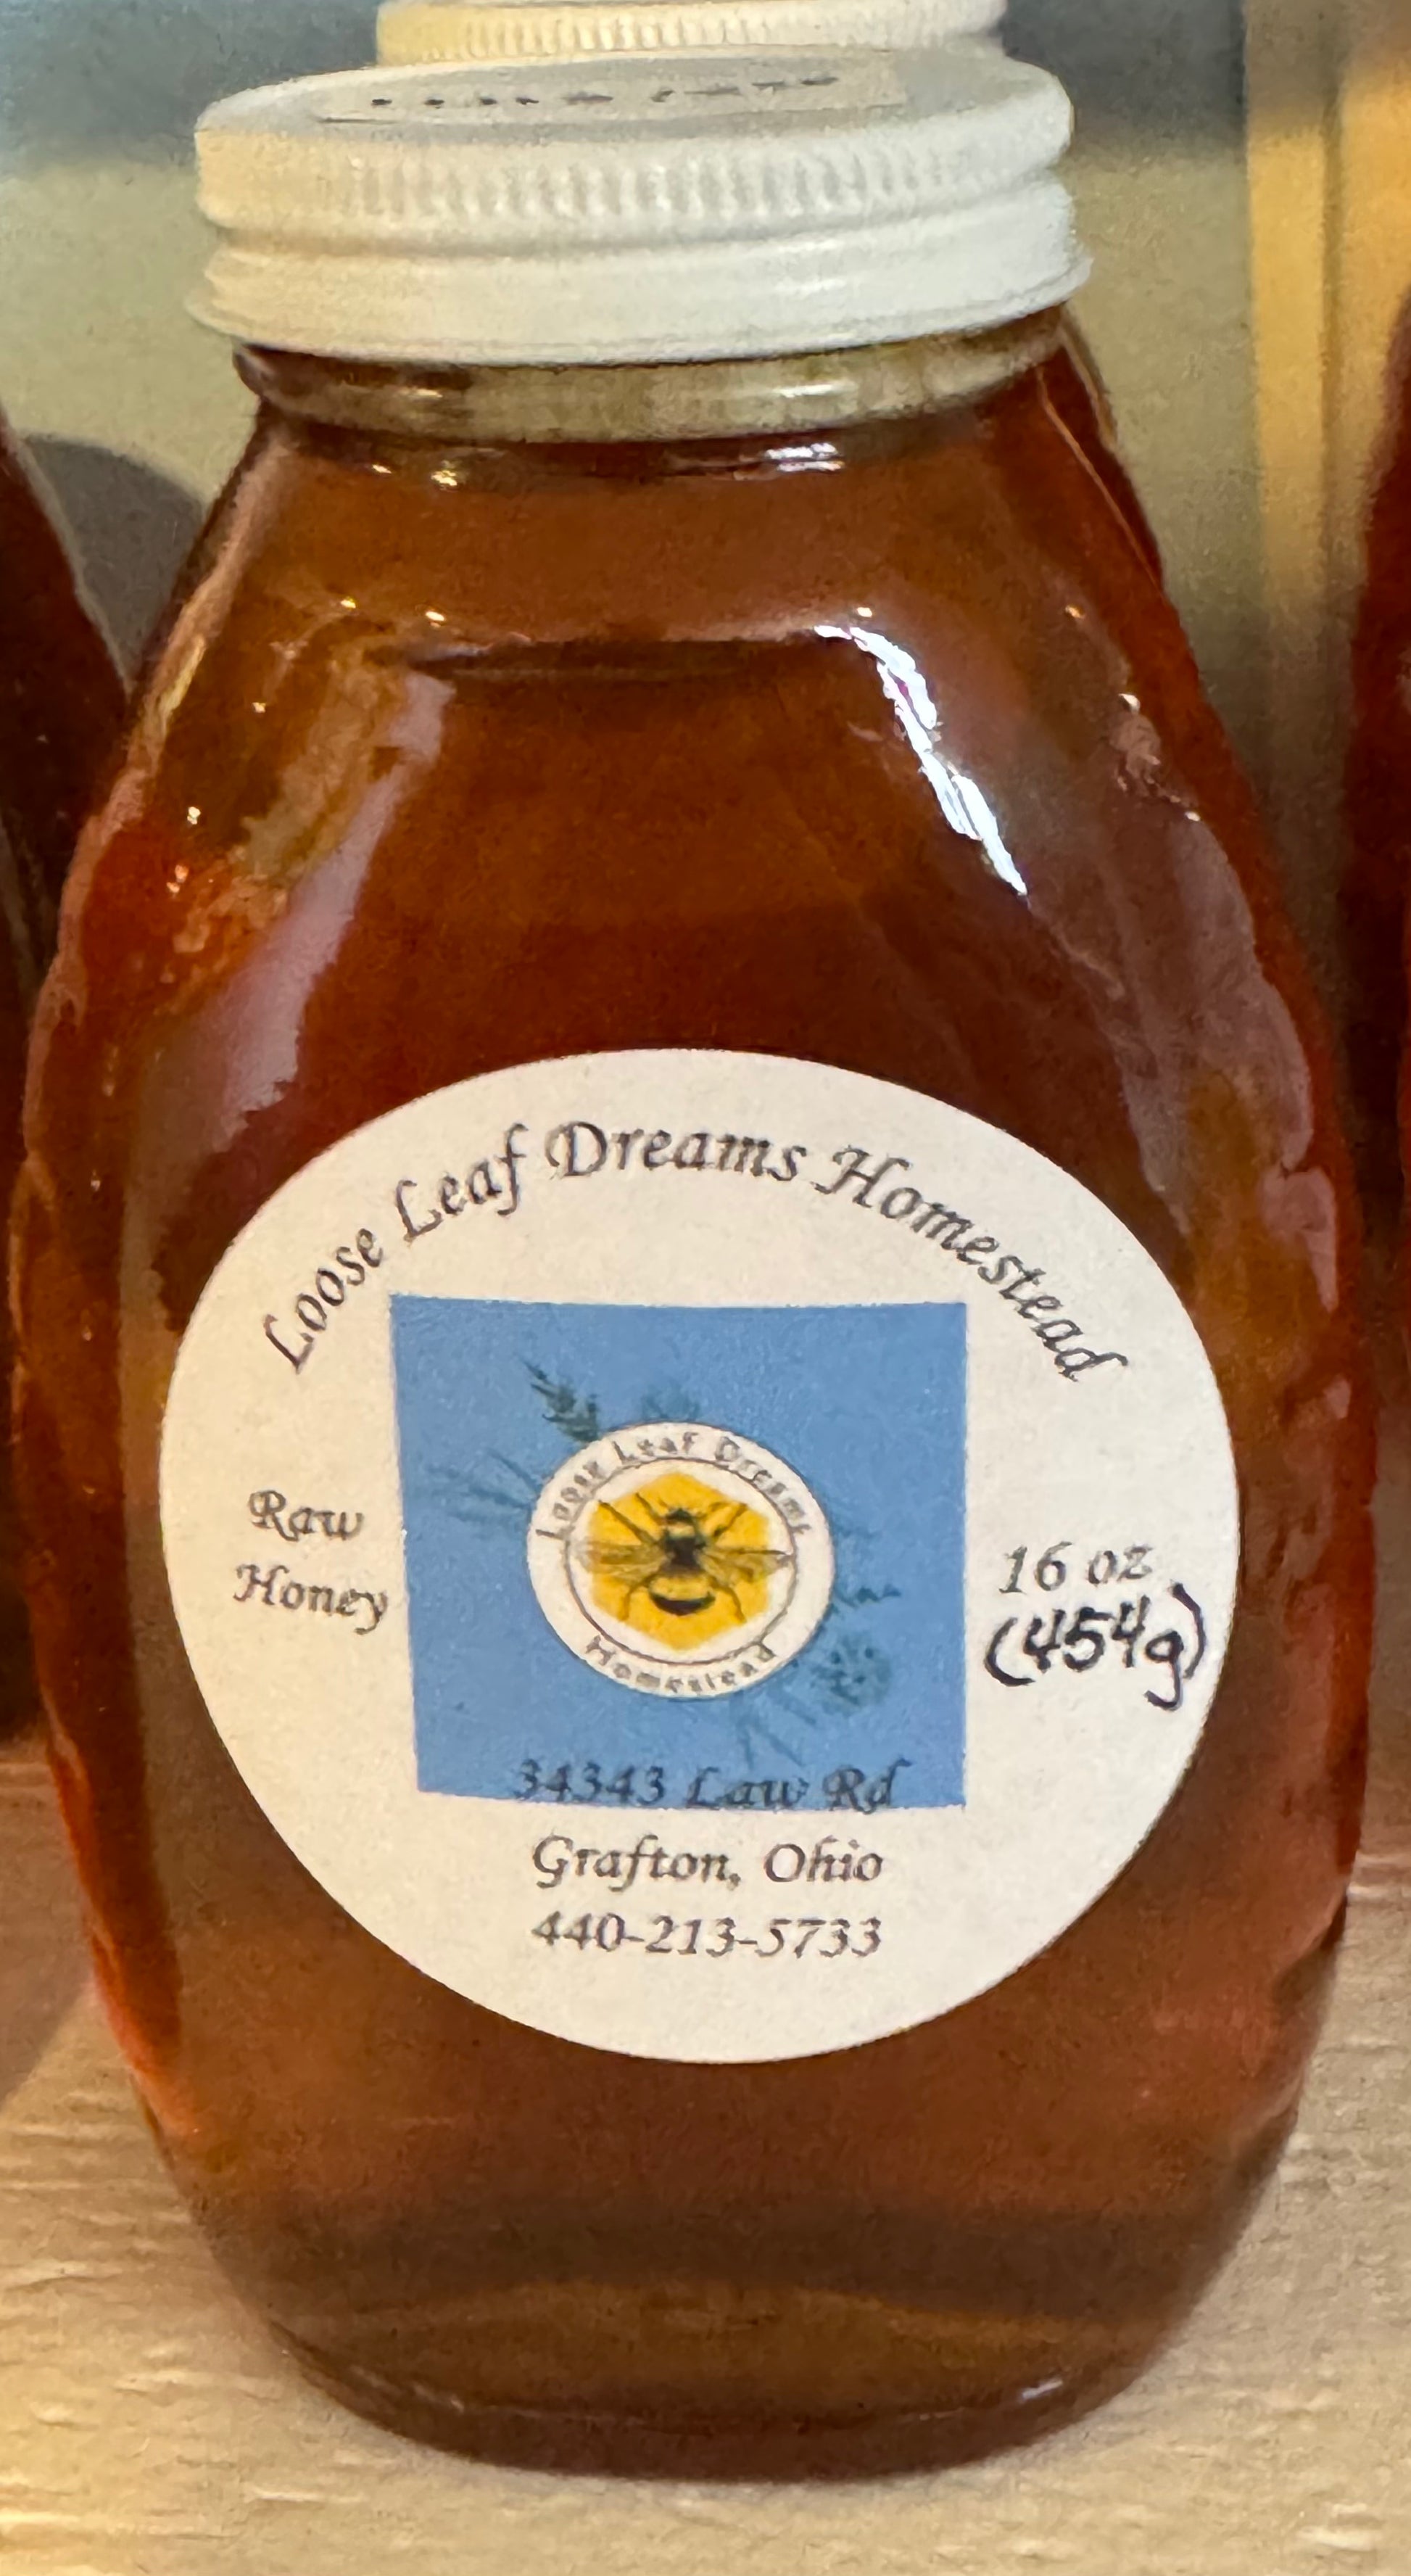 Loose Leaf Dreams Homestead
Loose Leaf Dreams
Homestead
Raw
Honey
16 oz
(454g)
34343 Law Rd
Grafton, Ohio
440-213-5733